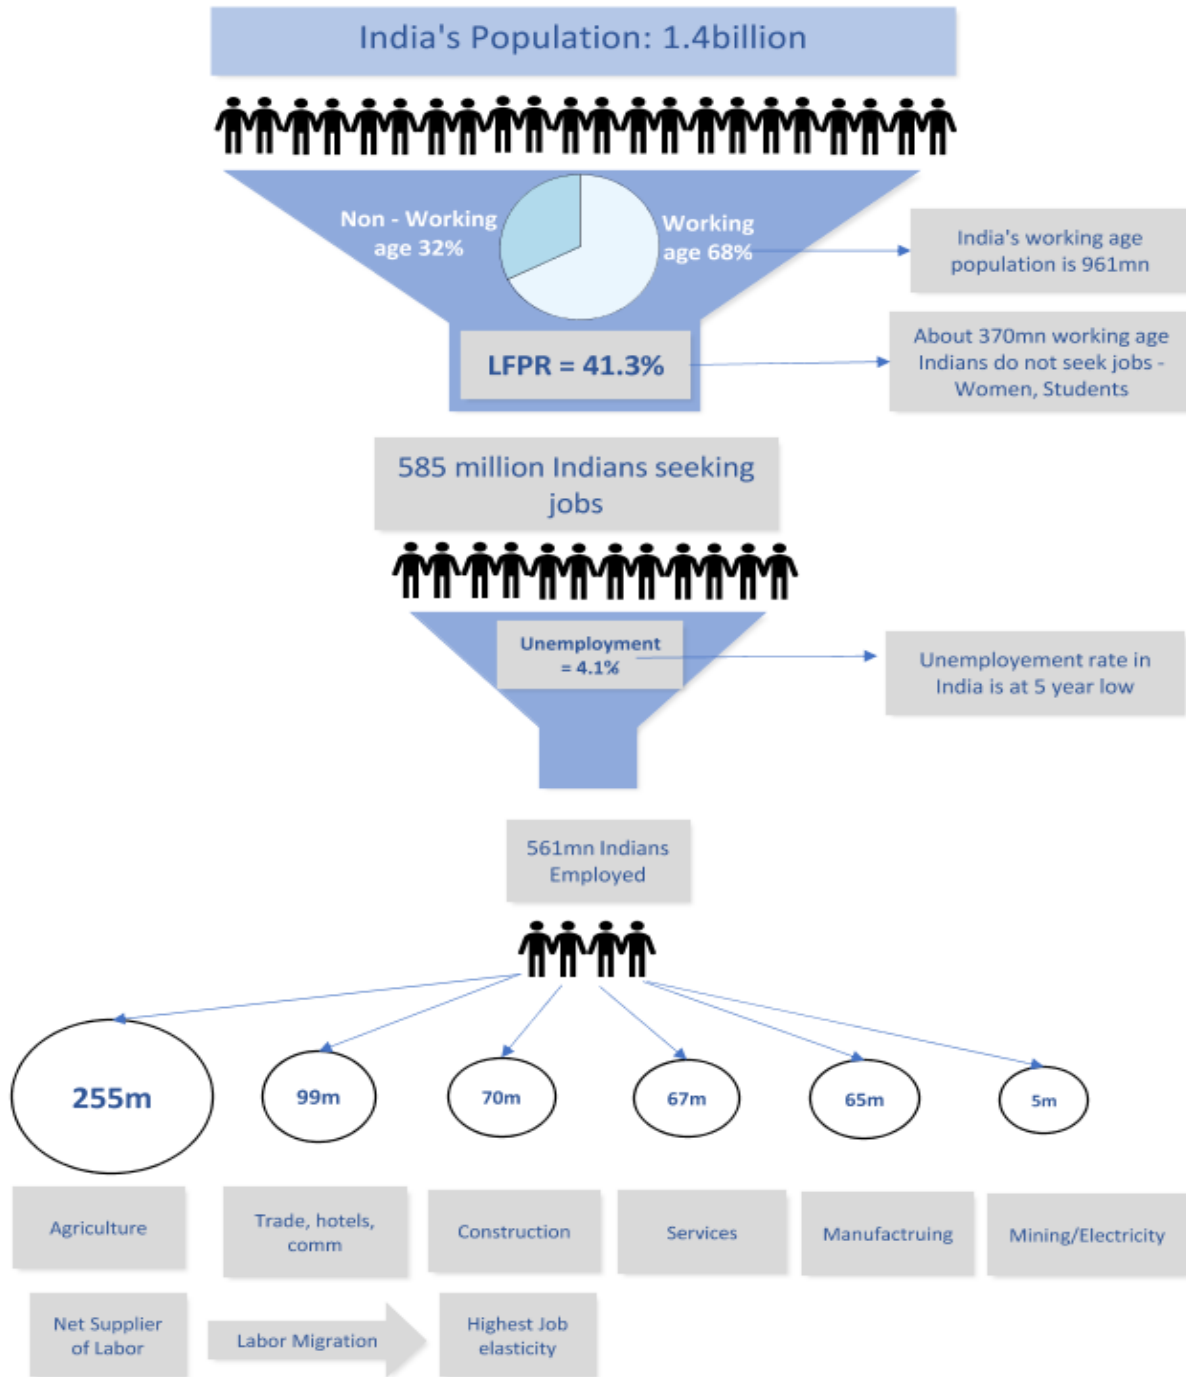 India's Population: 1.4billion
Non - Working
age 32%
Working
age 68%
India's working age
population is 961mn
LFPR = 41.3%
About 370mn working age
Indians do not seek jobs -
Women, Students
585 million Indians seeking
jobs
Unemployment
= 4.1%
Unemployement rate in
India is at 5 year low
561mn Indians
Employed
255m
99m
70m
67m
65m
5m
Agriculture
Trade, hotels,
comm
Construction
Services
Manufactruing
Mining/Electricity
Net Supplier
of Labor
Labor Migration
Highest Job
elasticity